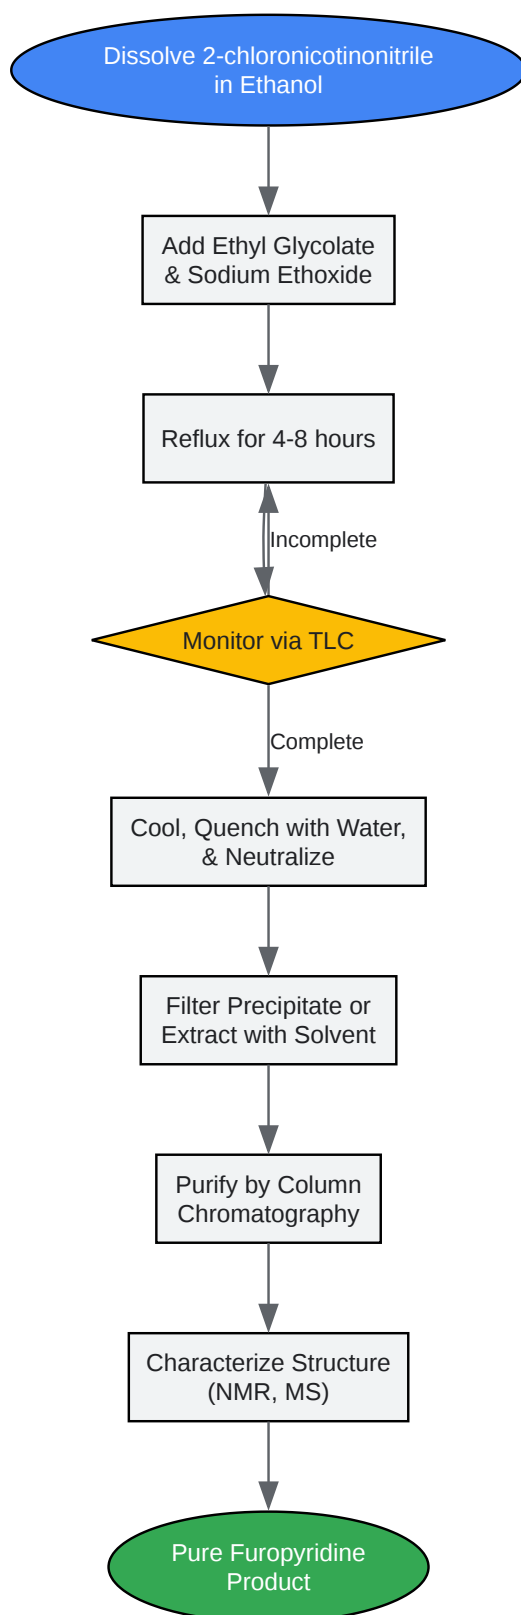 Dissolve 2-chloronicotinonitrile
in Ethanol
Add Ethyl Glycolate
& Sodium Ethoxide
Reflux for 4-8 hours
Incomplete
Monitor via TLC
Complete
Cool, Quench with Water,
& Neutralize
Filter Precipitate or
Extract with Solvent
Purify by Column
Chromatography
Characterize Structure
(NMR, MS)
Pure Furopyridine
Product